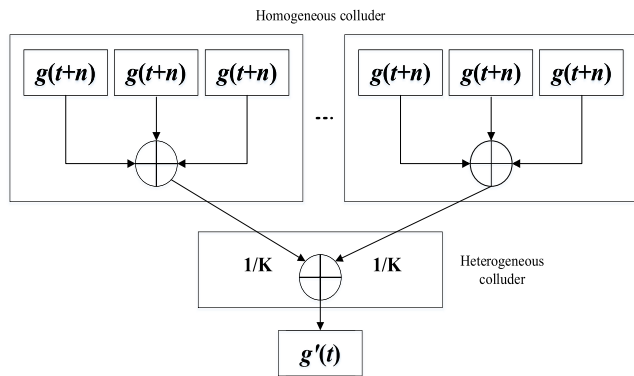 Homogeneous colluder
g(t+n) g(t+n) g(t+n) g(t+n) g(t+n) g(t+n)
...
1/K 1/K
Heterogeneous
colluder
g'(t)